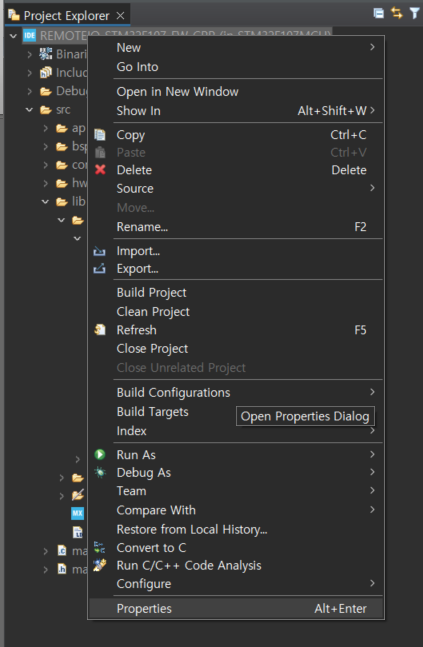 Project Explorer
IDE REMOTEIO_STM32F107_FW_CPP (in STM32F107MCU)
Binari
Includ
Debu
src
ap
bsp
cor
hw
lib
MX
ma
ma
New
Go Into
Open in New Window
Show In Alt+Shift+W
Copy Ctrl+C
Paste Ctrl+V
Delete Delete
Source
Move...
Rename... F2
Import...
Export...
Build Project
Clean Project
Refresh F5
Close Project
Close Unrelated Project
Build Configurations
Build Targets
Open Properties Dialog
Index
Run As
Debug As
Team
Compare With
Restore from Local History...
Convert to C
Run C/C++ Code Analysis
Configure
Properties Alt+Enter